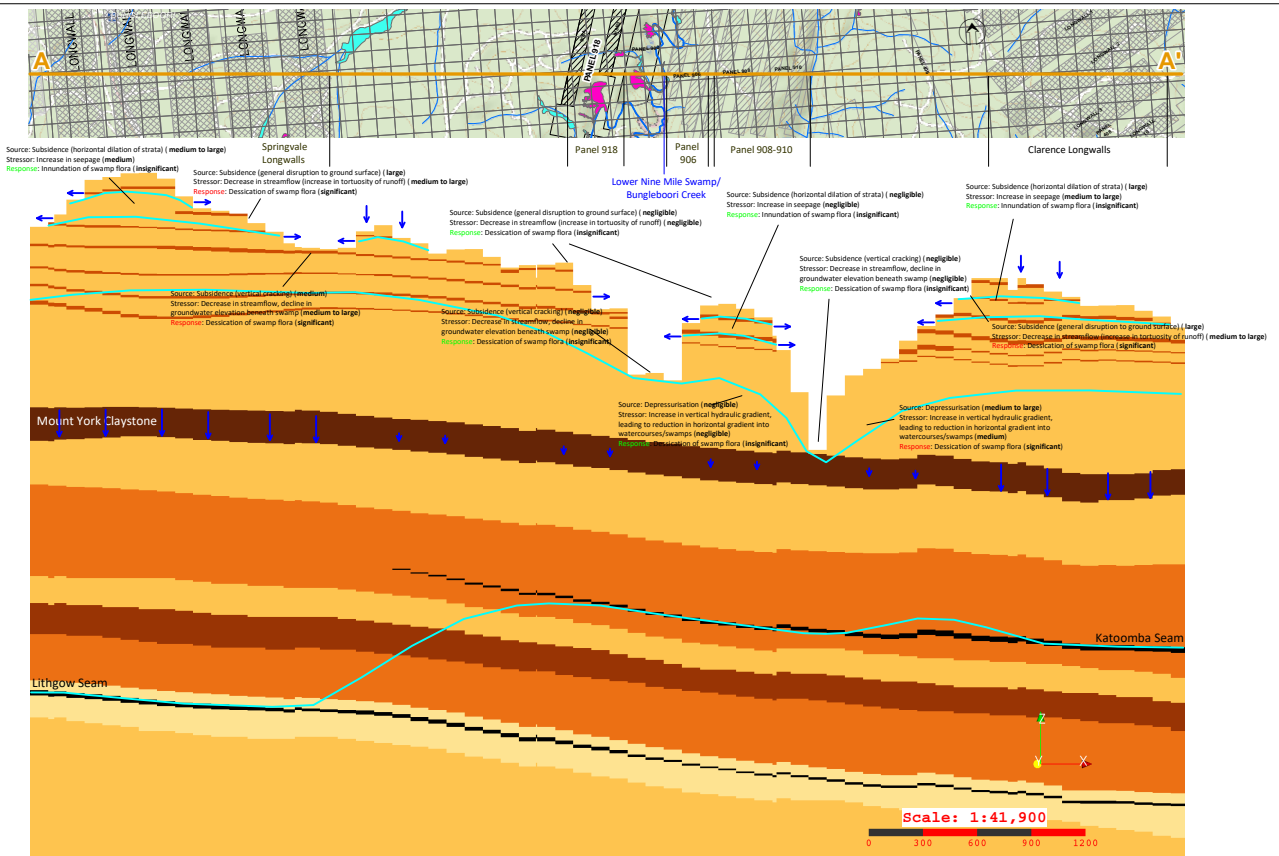 LONGWALL
LONGWALL
LONGWALL
LONGWALL
LONGWALL
PANEL 918
PANEL 910
LONGWALL
A
A'
Springvale
Longwalls
Panel 918
Panel
906
Panel 908-910
Clarence Longwalls
Lower Nine Mile Swamp/
Bungleboori Creek
Source: Subsidence (horizontal dilation of strata) ( medium to large)
Stressor: Increase in seepage (medium)
Response: Innundation of swamp flora (insignificant)
Source: Subsidence (general disruption to ground surface) ( large)
Stressor: Decrease in streamflow (increase in tortuosity of runoff) ( medium to large)
Response: Dessication of swamp flora (significant)
Source: Subsidence (general disruption to ground surface) ( negligible)
Stressor: Decrease in streamflow (increase in tortuosity of runoff) ( negligible)
Response: Dessication of swamp flora (insignificant)
Source: Subsidence (horizontal dilation of strata) ( negligible)
Stressor: Increase in seepage (negligible)
Response: Innundation of swamp flora (insignificant)
Source: Subsidence (horizontal dilation of strata) ( large)
Stressor: Increase in seepage (medium to large)
Response: Innundation of swamp flora (insignificant)
Source: Subsidence (vertical cracking) (negligible)
Stressor: Decrease in streamflow, decline in
groundwater elevation beneath swamp
(negligible)
Response: Dessication of swamp flora (insignificant)
Source: Subsidence (vertical cracking) (medium)
Stressor: Decrease in streamflow, decline in
groundwater elevation beneath swamp (medium to large)
Response: Dessication of swamp flora (significant)
Source: Subsidence (vertical cracking) (negligible)
Stressor: Decrease in streamflow, decline in
groundwater elevation beneath swamp (negligible)
Response: Dessication of swamp flora (insignificant)
Source: Subsidence (general disruption to ground surface) ( large)
Stressor: Decrease in streamflow (increase in tortuosity of runoff) ( medium to large)
Response: Dessication of swamp flora (significant)
Source: Depressurisation (negligible)
Stressor: Increase in vertical hydraulic gradient,
leading to reduction in horizontal gradient into
watercourses/swamps (negligible)
Response: Dessication of swamp flora (insignificant)
Source: Depressurisation (medium to large)
Stressor: Increase in vertical hydraulic gradient,
leading to reduction in horizontal gradient into
watercourses/swamps (medium)
Response: Dessication of swamp flora (significant)
Mount York Claystone
Katoomba Seam
Lithgow Seam
Z
Y
X
Scale: 1:41,900
0 300 600 900 1200